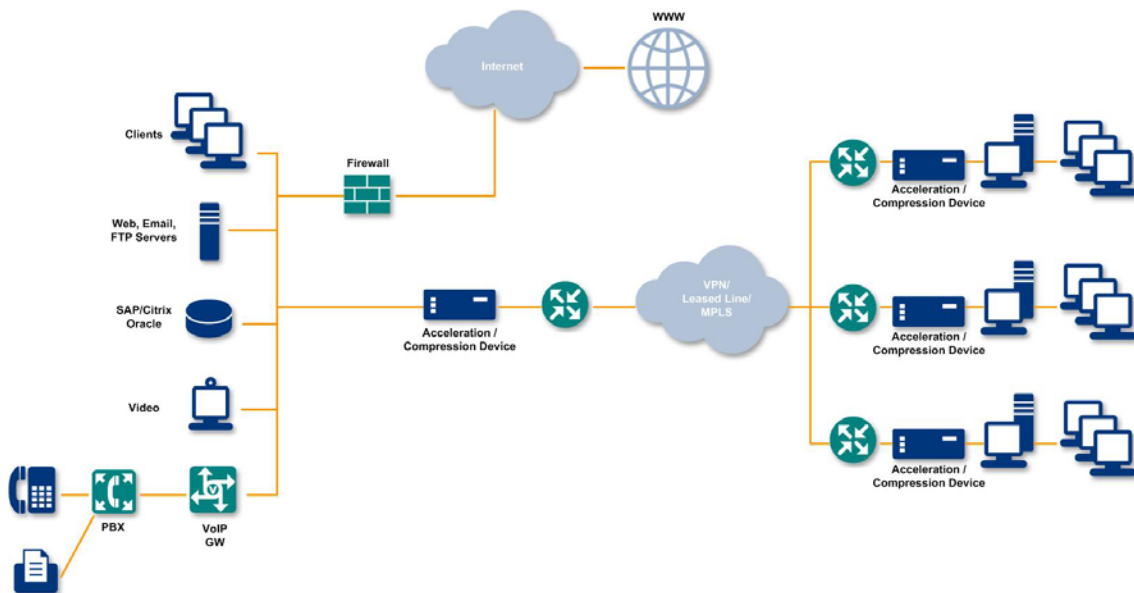 WWW
Internet
Clients
Firewall
Acceleration /
Compression Device
Web, Email,
FTP Servers
VPN/
Leased Line/
MPLS
SAP/Citrix
Oracle
Acceleration /
Compression Device
Acceleration /
Compression Device
Video
Acceleration /
Compression Device
PBX
VoIP
GW
V